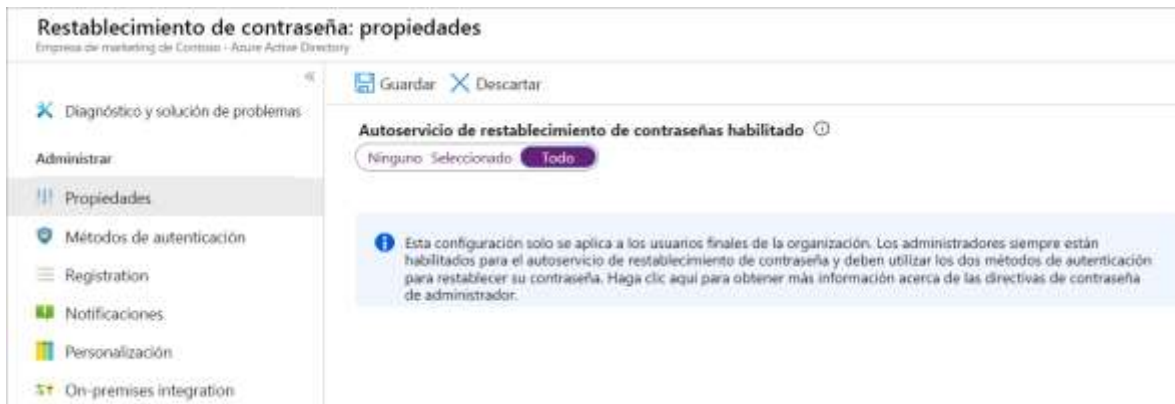 Restablecimiento de contraseña: propiedades
Empresa de marketing de Contoso - Azure Active Directory
«
Diagnóstico y solución de problemas
Administrar
Propiedades
Métodos de autenticación
Registration
Notificaciones
Personalización
On-premises integration
Guardar Descartar
Autoservicio de restablecimiento de contraseñas habilitado
Ninguno Seleccionado Todo
Esta configuración solo se aplica a los usuarios finales de la organización. Los administradores siempre están
habilitados para el autoservicio de restablecimiento de contraseña y deben utilizar los dos métodos de autenticación
para restablecer su contraseña. Haga clic aquí para obtener más información acerca de las directivas de contraseña
de administrador.